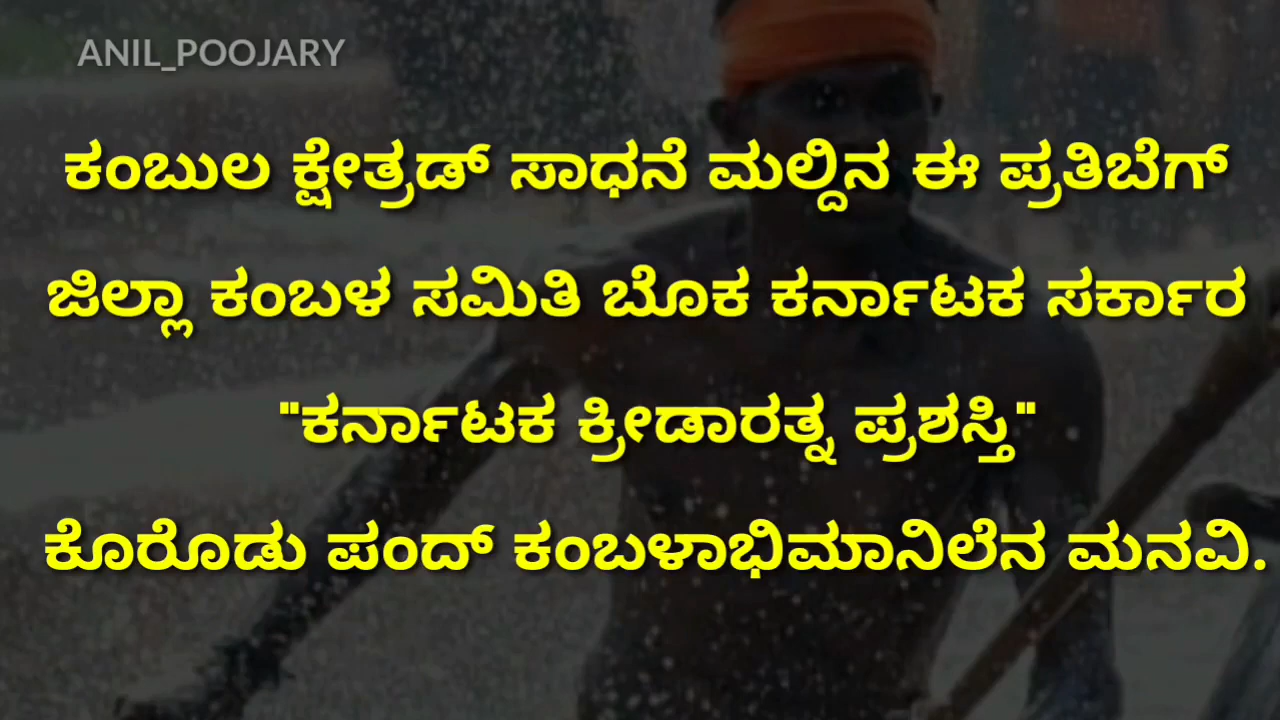 ANIL_POOJARY
ಕಂಬುಲ ಕ್ಷೇತ್ರಡ್ ಸಾಧನೆ ಮಲ್ದಿನ ಈ ಪ್ರತಿಬೆಗ್
ಜಿಲ್ಲಾ ಕಂಬಳ ಸಮಿತಿ ಬೊಕ ಕರ್ನಾಟಕ ಸರ್ಕಾರ
"ಕರ್ನಾಟಕ ಕ್ರೀಡಾರತ್ನ ಪ್ರಶಸ್ತಿ"
ಕೊರೊಡು ಪಂದ್ ಕಂಬಳಾಭಿಮಾನಿಲೆನ ಮನವಿ.